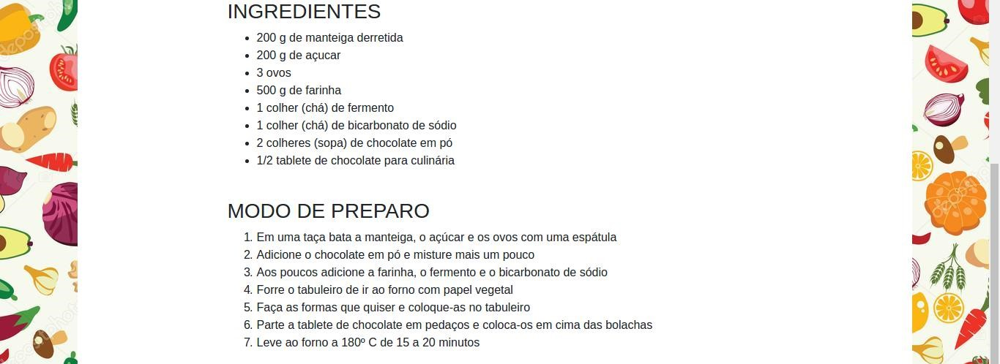 INGREDIENTES
• 200 g de manteiga derretida
• 200 g de açucar
• 3 ovos
• 500 g de farinha
• 1 colher (chá) de fermento
• 1 colher (chá) de bicarbonato de sódio
• 2 colheres (sopa) de chocolate em pó
• 1/2 tablete de chocolate para culinária
MODO DE PREPARO
1. Em uma taça bata a manteiga, o açúcar e os ovos com uma espátula
2. Adicione o chocolate em pó e misture mais um pouco
3. Aos poucos adicione a farinha, o fermento e o bicarbonato de sódio
4. Forre o tabuleiro de ir ao forno com papel vegetal
5. Faça as formas que quiser e coloque-as no tabuleiro
6. Parte a tablete de chocolate em pedaços e coloca-os em cima das bolachas
7. Leve ao forno a 180º C de 15 a 20 minutos